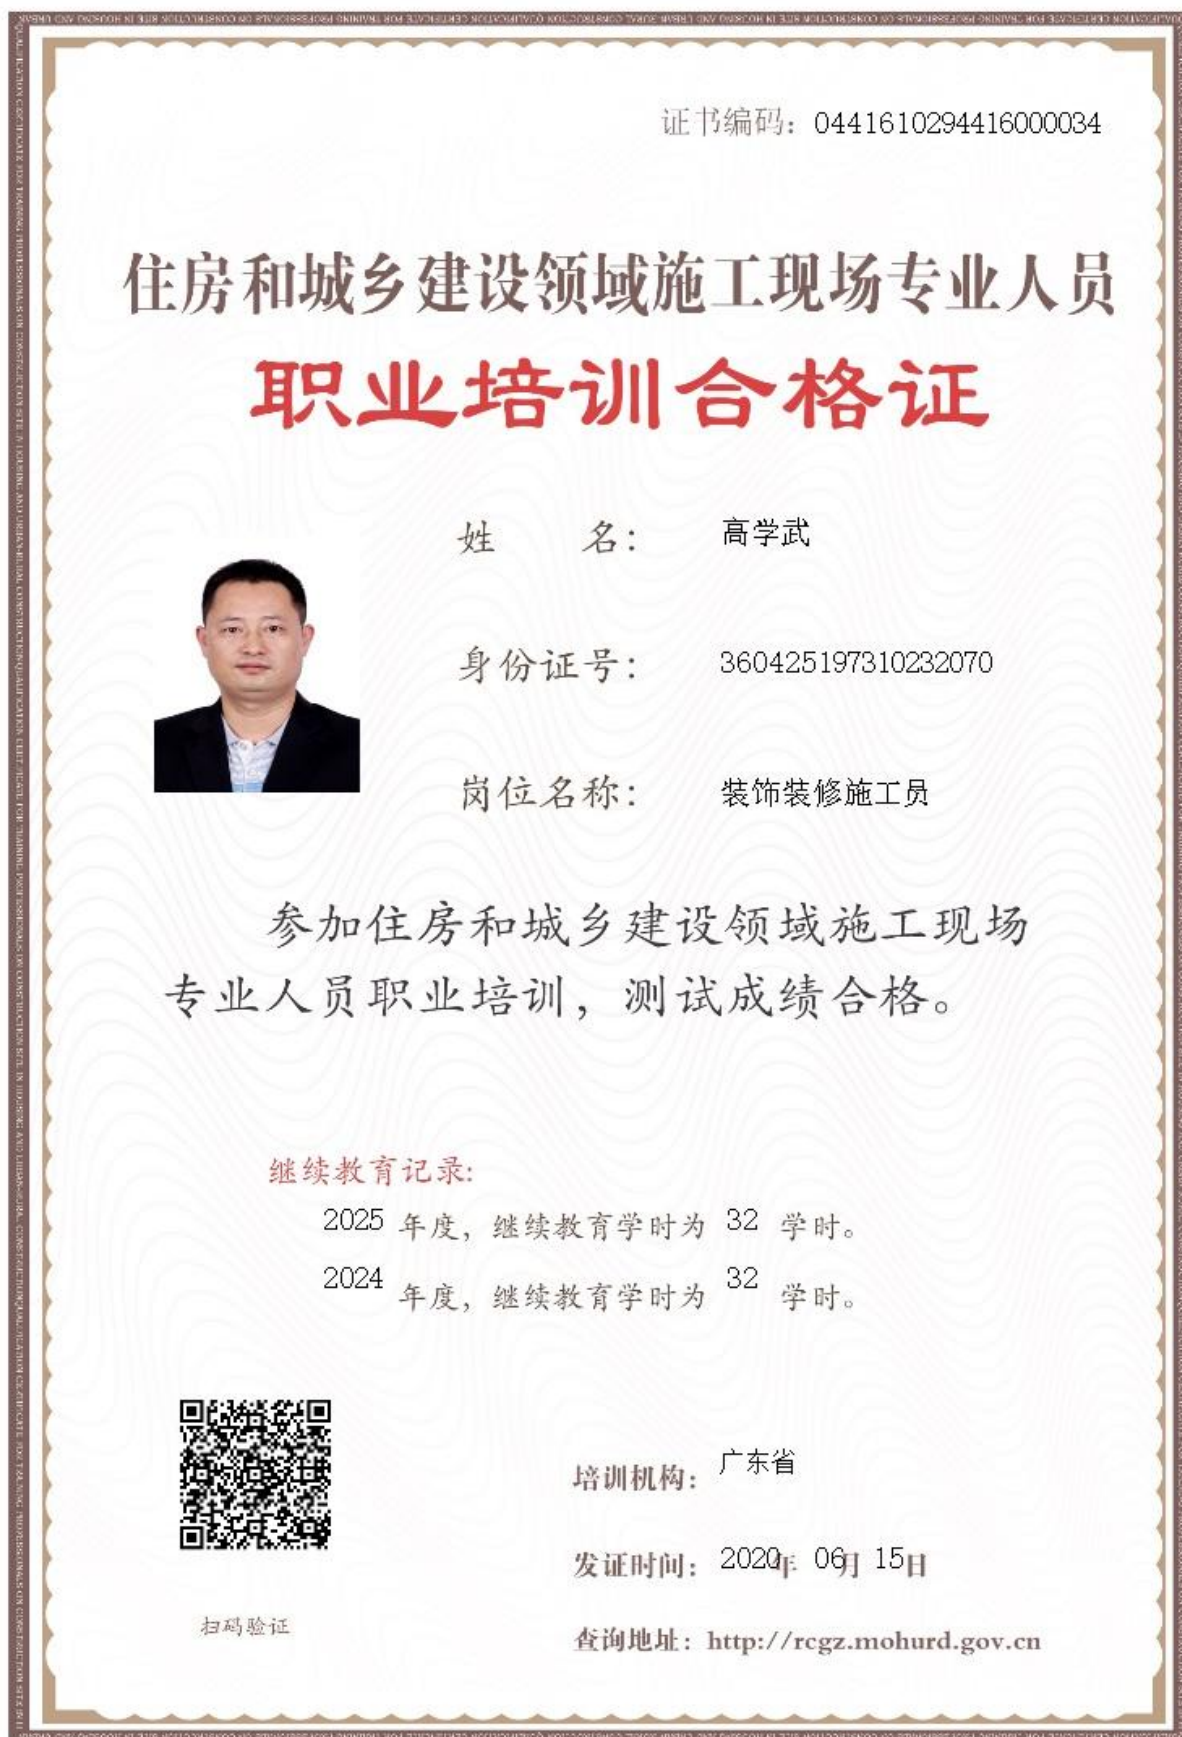 证书编码：0441610294416000034
住房和城乡建设领域施工现场专业人员
职业培训合格证
姓 名： 高学武
身份证号： 360425197310232070
岗位名称： 装饰装修施工员
参加住房和城乡建设领域施工现场
专业人员职业培训，测试成绩合格。
继续教育记录:
2025 年度，继续教育学时为 32 学时。
2024 年度，继续教育学时为 32 学时。
培训机构： 广东省
发证时间： 2020年 06月 15日
扫码验证
查询地址：http://rcgz.mohurd.gov.cn